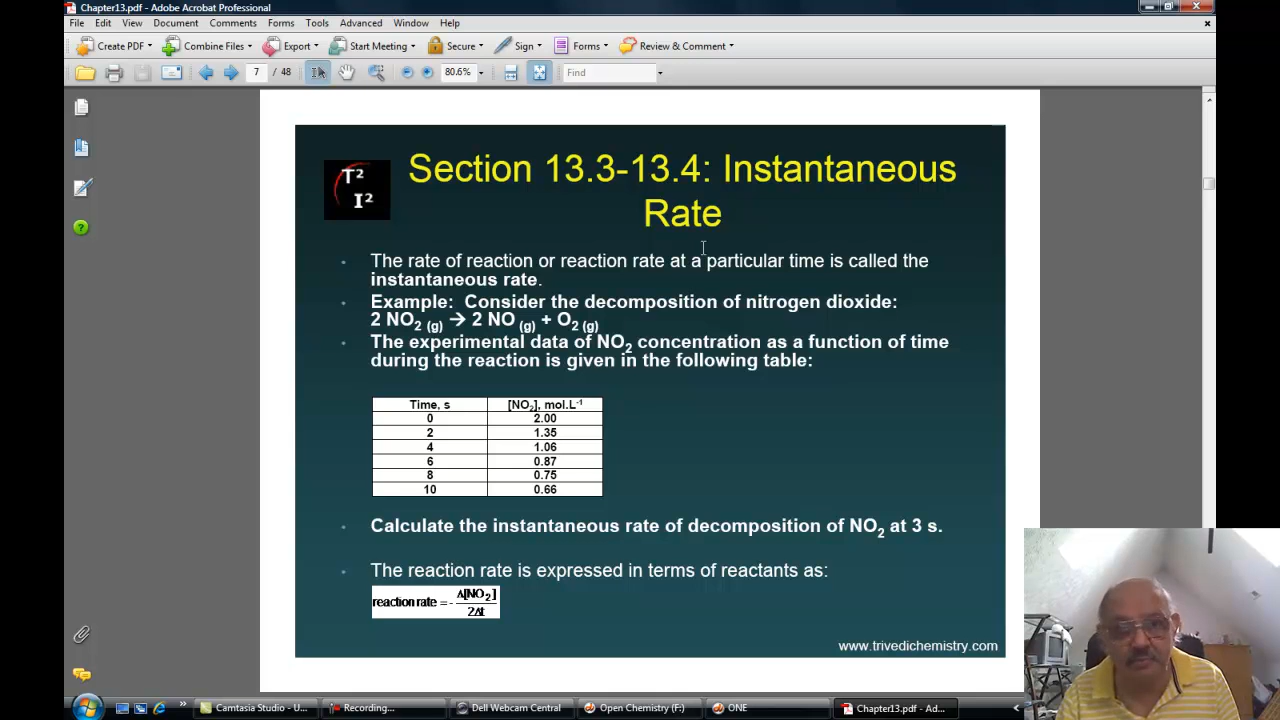 Chapter13.pdf - Adobe Acrobat Professional
File Edit View Document Comments Forms Tools Advanced Window Help
Create PDF Combine Files Export Start Meeting Secure Sign Forms Review & Comment
7 / 48 80.6% Find
T² I²
Section 13.3-13.4: Instantaneous
Rate
• The rate of reaction or reaction rate at a particular time is called the
instantaneous rate.
• Example: Consider the decomposition of nitrogen dioxide:
2 NO₂ (g) → 2 NO (g) + O₂ (g)
• The experimental data of NO₂ concentration as a function of time
during the reaction is given in the following table:
Time, s [NO₂], mol.L⁻¹
0 2.00
2 1.35
4 1.06
6 0.87
8 0.75
10 0.66
• Calculate the instantaneous rate of decomposition of NO₂ at 3 s.
• The reaction rate is expressed in terms of reactants as:
reaction rate = - Δ[NO₂] / 2Δt
www.trivedichemistry.com
Camtasia Studio - U... Recording... Dell Webcam Central Open Chemistry (F:) ONE Chapter13.pdf - Ad...